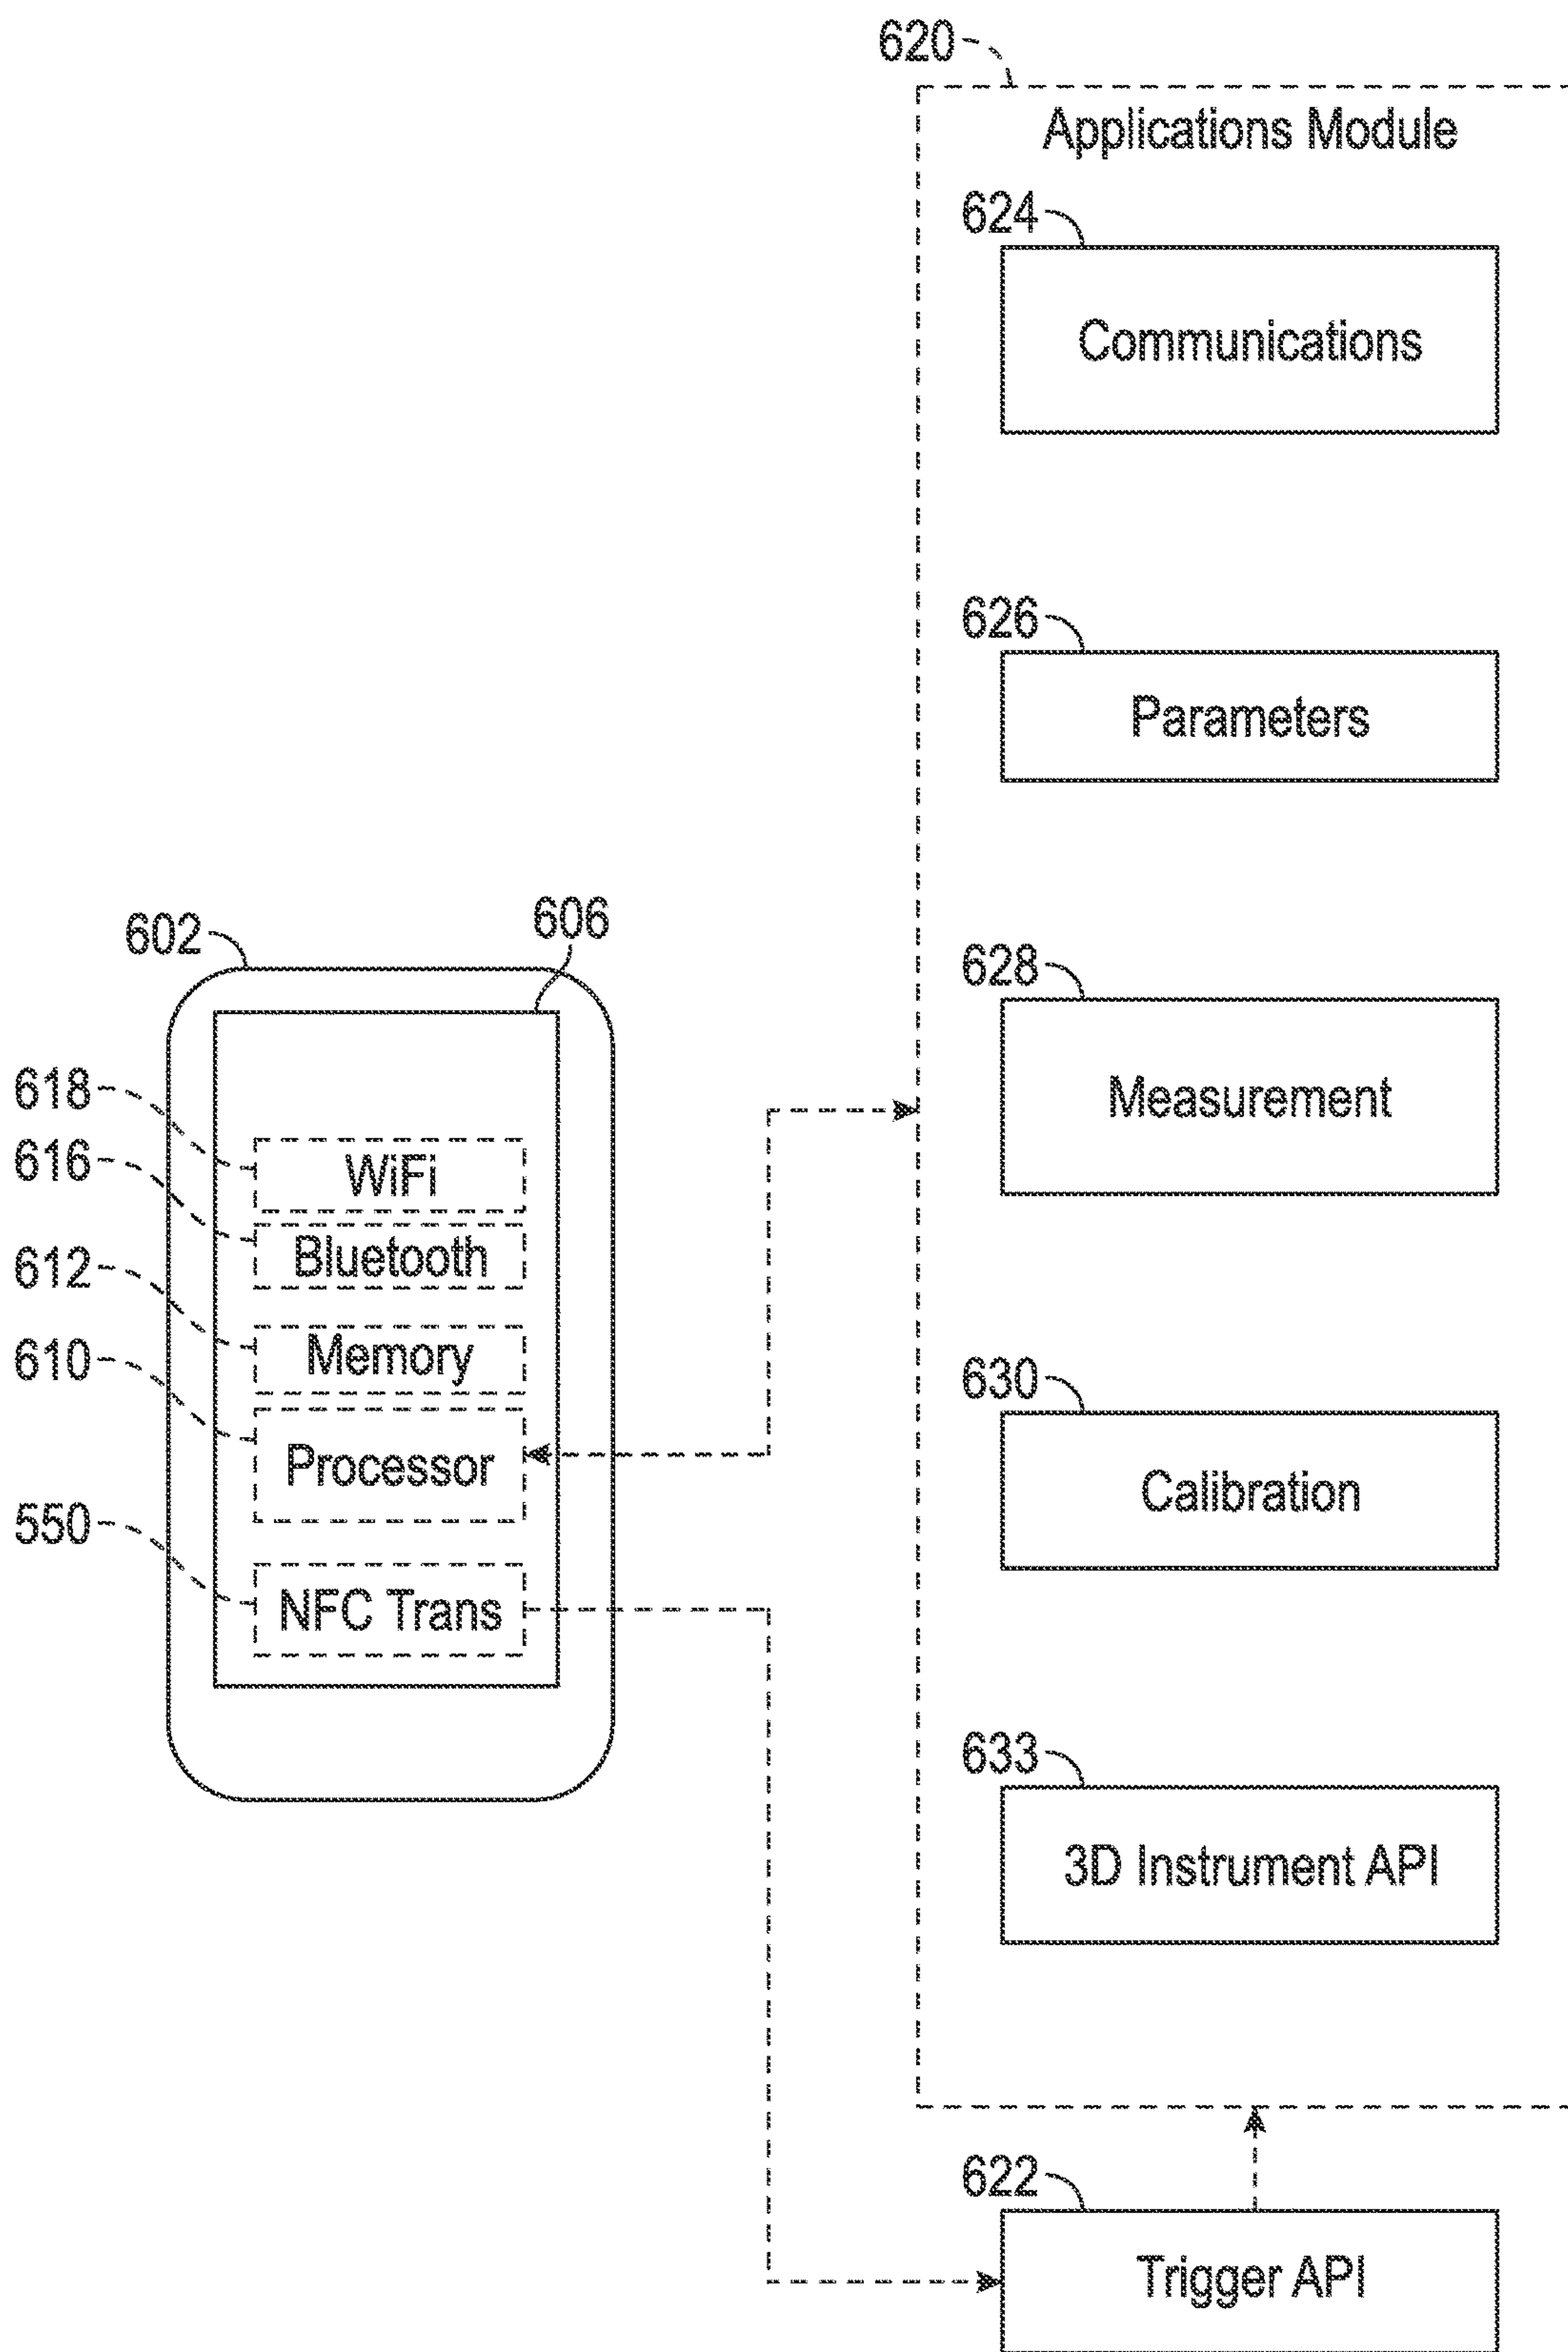 620
Applications Module
624
Communications
626
Parameters
602
606
628
Measurement
618
WiFi
616
Bluetooth
612
Memory
610
Processor
550
NFC Trans
630
Calibration
633
3D Instrument API
622
Trigger API